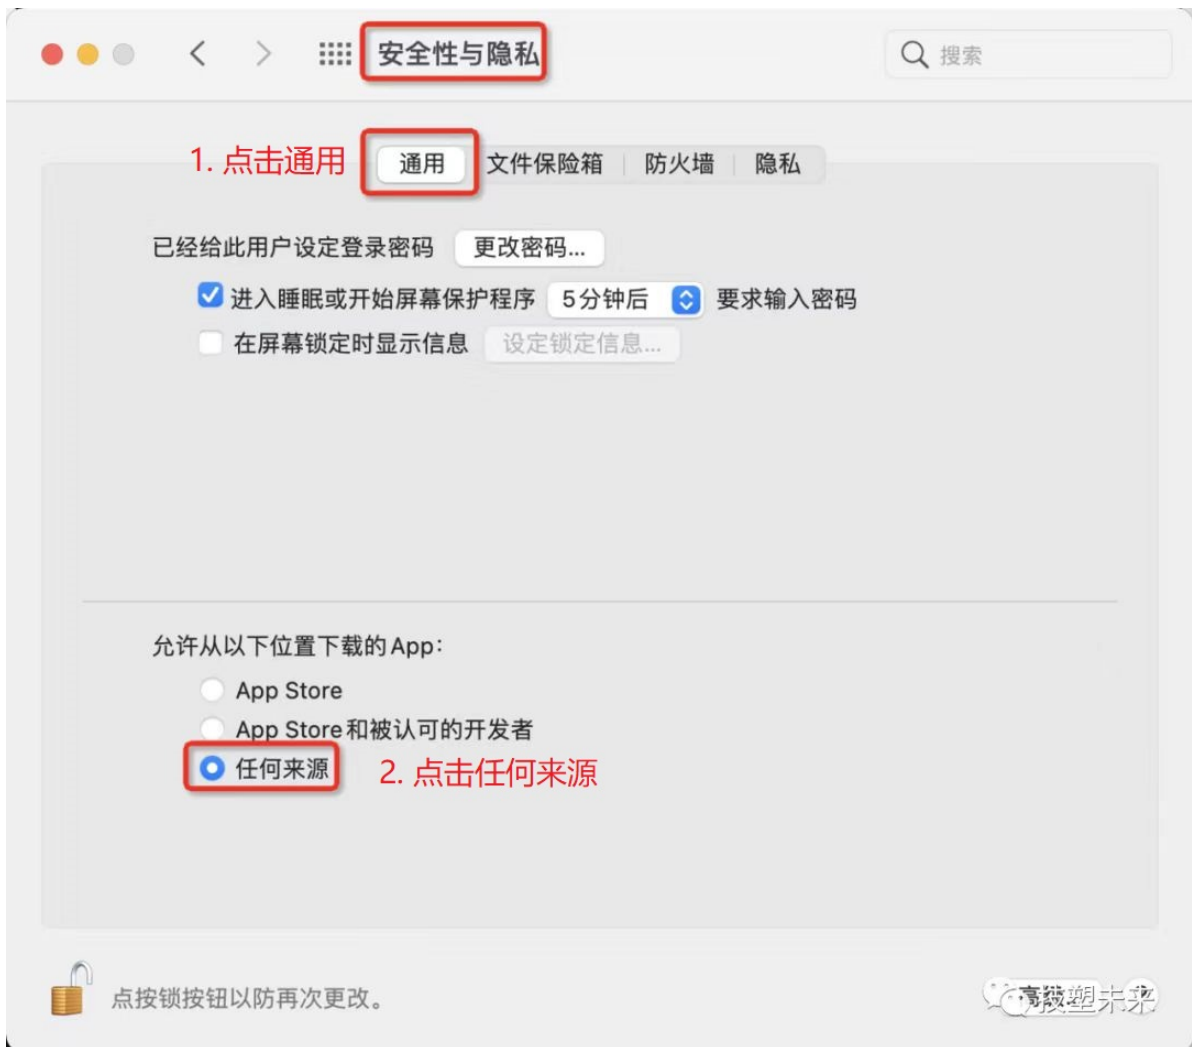 安全性与隐私
搜索
1. 点击通用
通用 文件保险箱 防火墙 隐私
已经给此用户设定登录密码 更改密码...
进入睡眠或开始屏幕保护程序 5分钟后 要求输入密码
在屏幕锁定时显示信息 设定锁定信息...
允许从以下位置下载的App：
App Store
App Store和被认可的开发者
任何来源 2. 点击任何来源
点按锁按钮以防再次更改。
塑未来